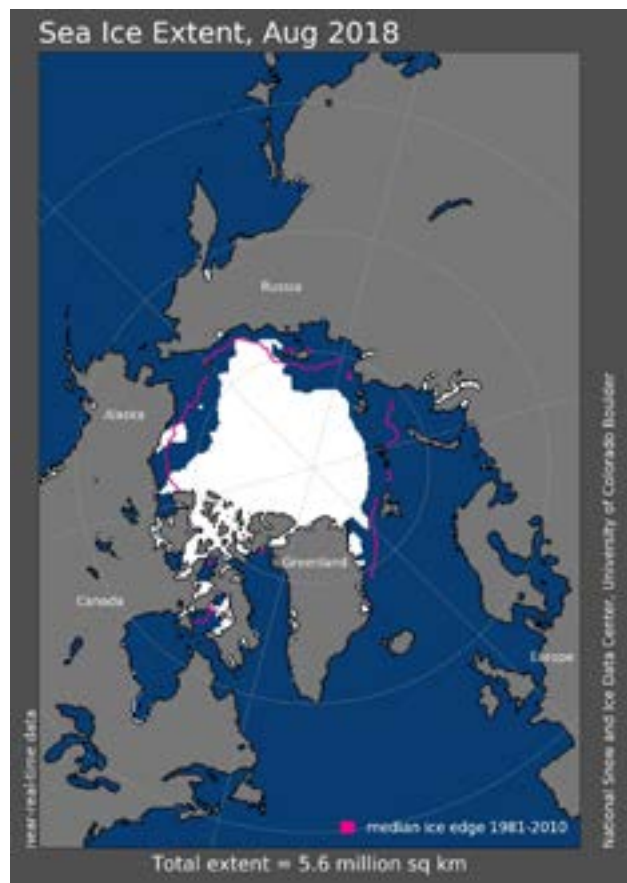 Sea Ice Extent, Aug 2018
Russia
Alaska
Greenland
Canada
Europe
near-real-time data
National Snow and Ice Data Center, University of Colorado Boulder
median ice edge 1981-2010
Total extent = 5.6 million sq km